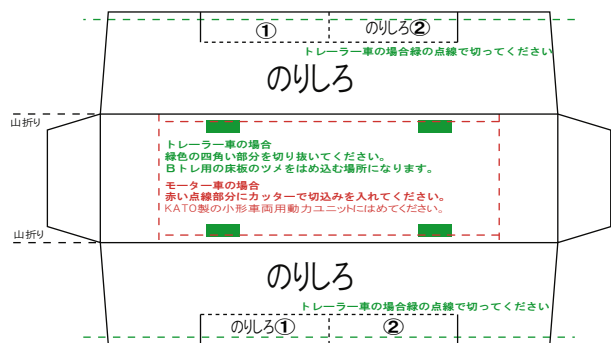 ① のりしろ②
トレーラー車の場合緑の点線で切ってください
のりしろ
山折り
トレーラー車の場合
緑色の四角い部分を切り抜いてください。
Bトレ用の床板のツメをはめ込む場所になります。
モーター車の場合
赤い点線部分にカッターで切込みを入れてください。
KATO製の小形車両用動力ユニットにはめてください。
山折り
のりしろ
トレーラー車の場合緑の点線で切ってください
のりしろ① ②